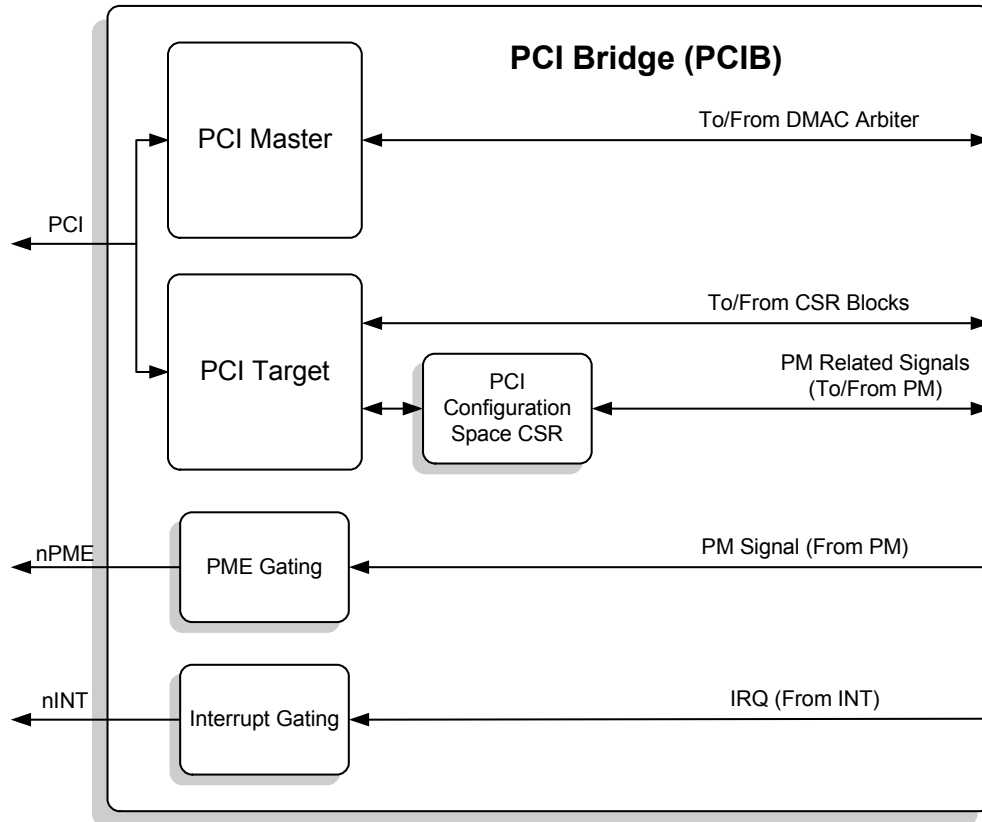 PCI Bridge (PCIB)
PCI Master
To/From DMAC Arbiter
PCI
PCI Target
To/From CSR Blocks
PCI
Configuration
Space CSR
PM Related Signals
(To/From PM)
nPME
PME Gating
PM Signal (From PM)
nINT
Interrupt Gating
IRQ (From INT)